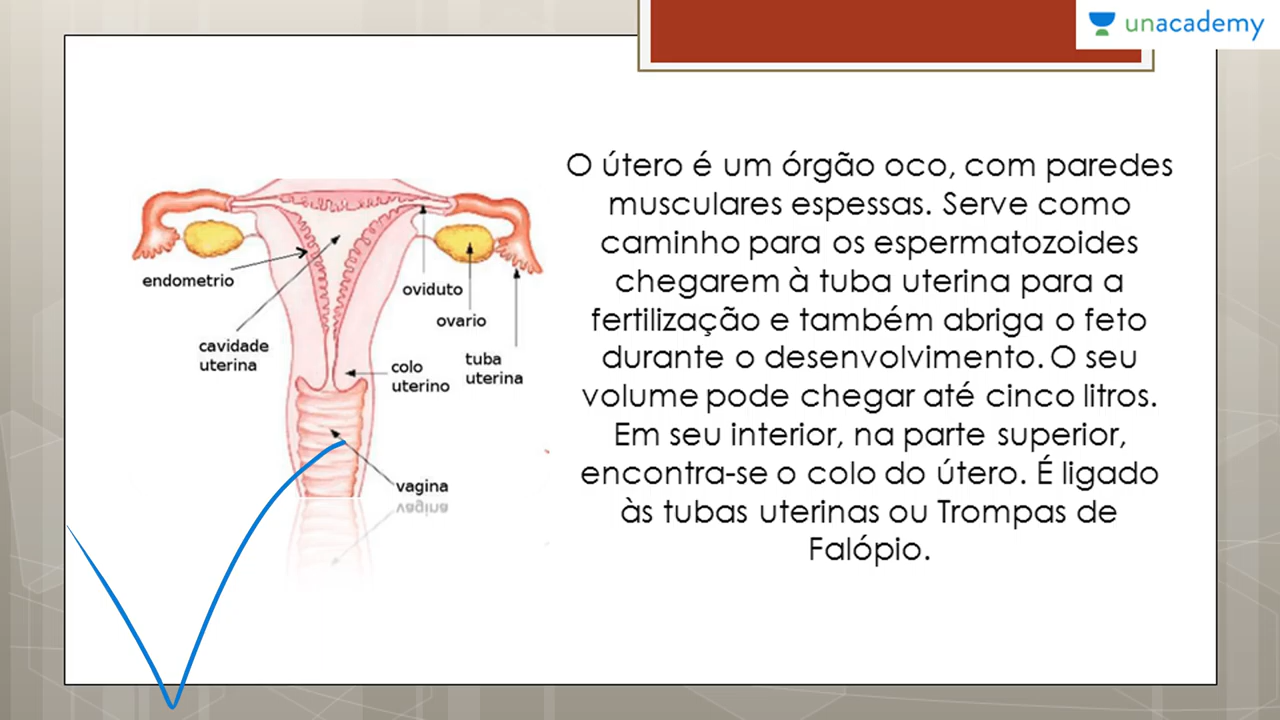 unacademy
O útero é um órgão oco, com paredes
musculares espessas. Serve como
caminho para os espermatozoides
chegarem à tuba uterina para a
fertilização e também abriga o feto
durante o desenvolvimento. O seu
volume pode chegar até cinco litros.
Em seu interior, na parte superior,
encontra-se o colo do útero. É ligado
às tubas uterinas ou Trompas de
Falópio.
endometrio
oviduto
ovario
cavidade
uterina
colo
uterino
tuba
uterina
vagina